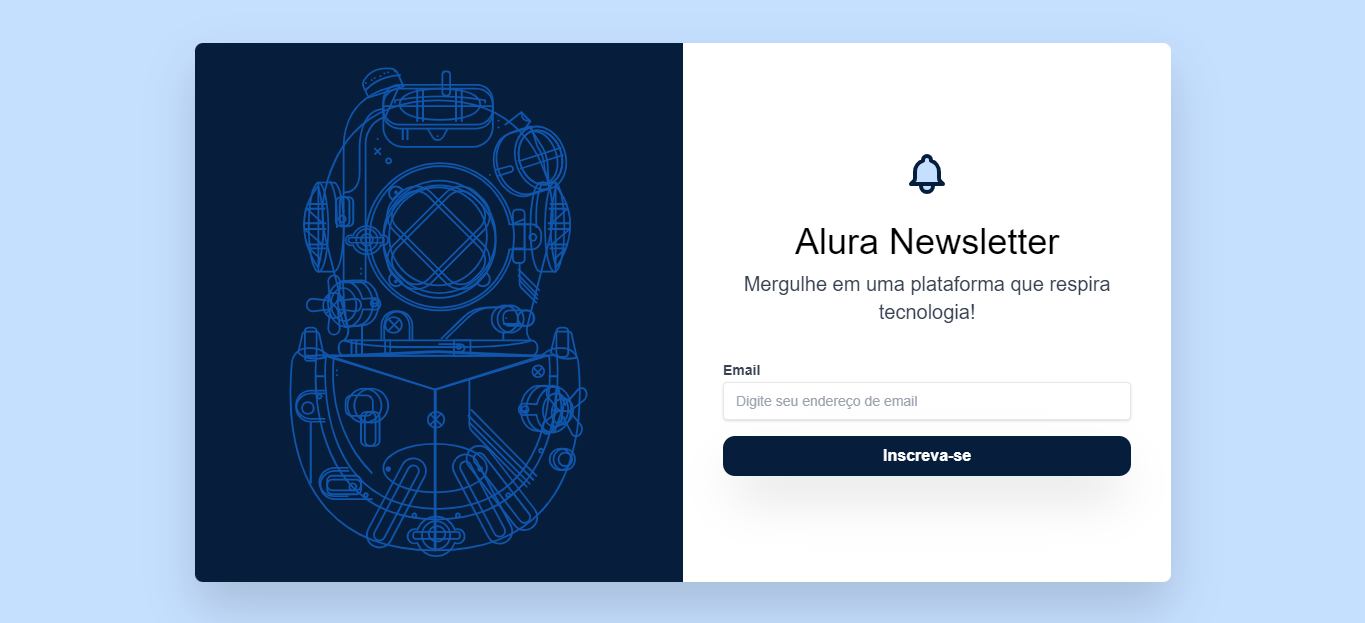 Alura Newsletter
Mergulhe em uma plataforma que respira
tecnologia!
Email
Digite seu endereço de email
Inscreva-se